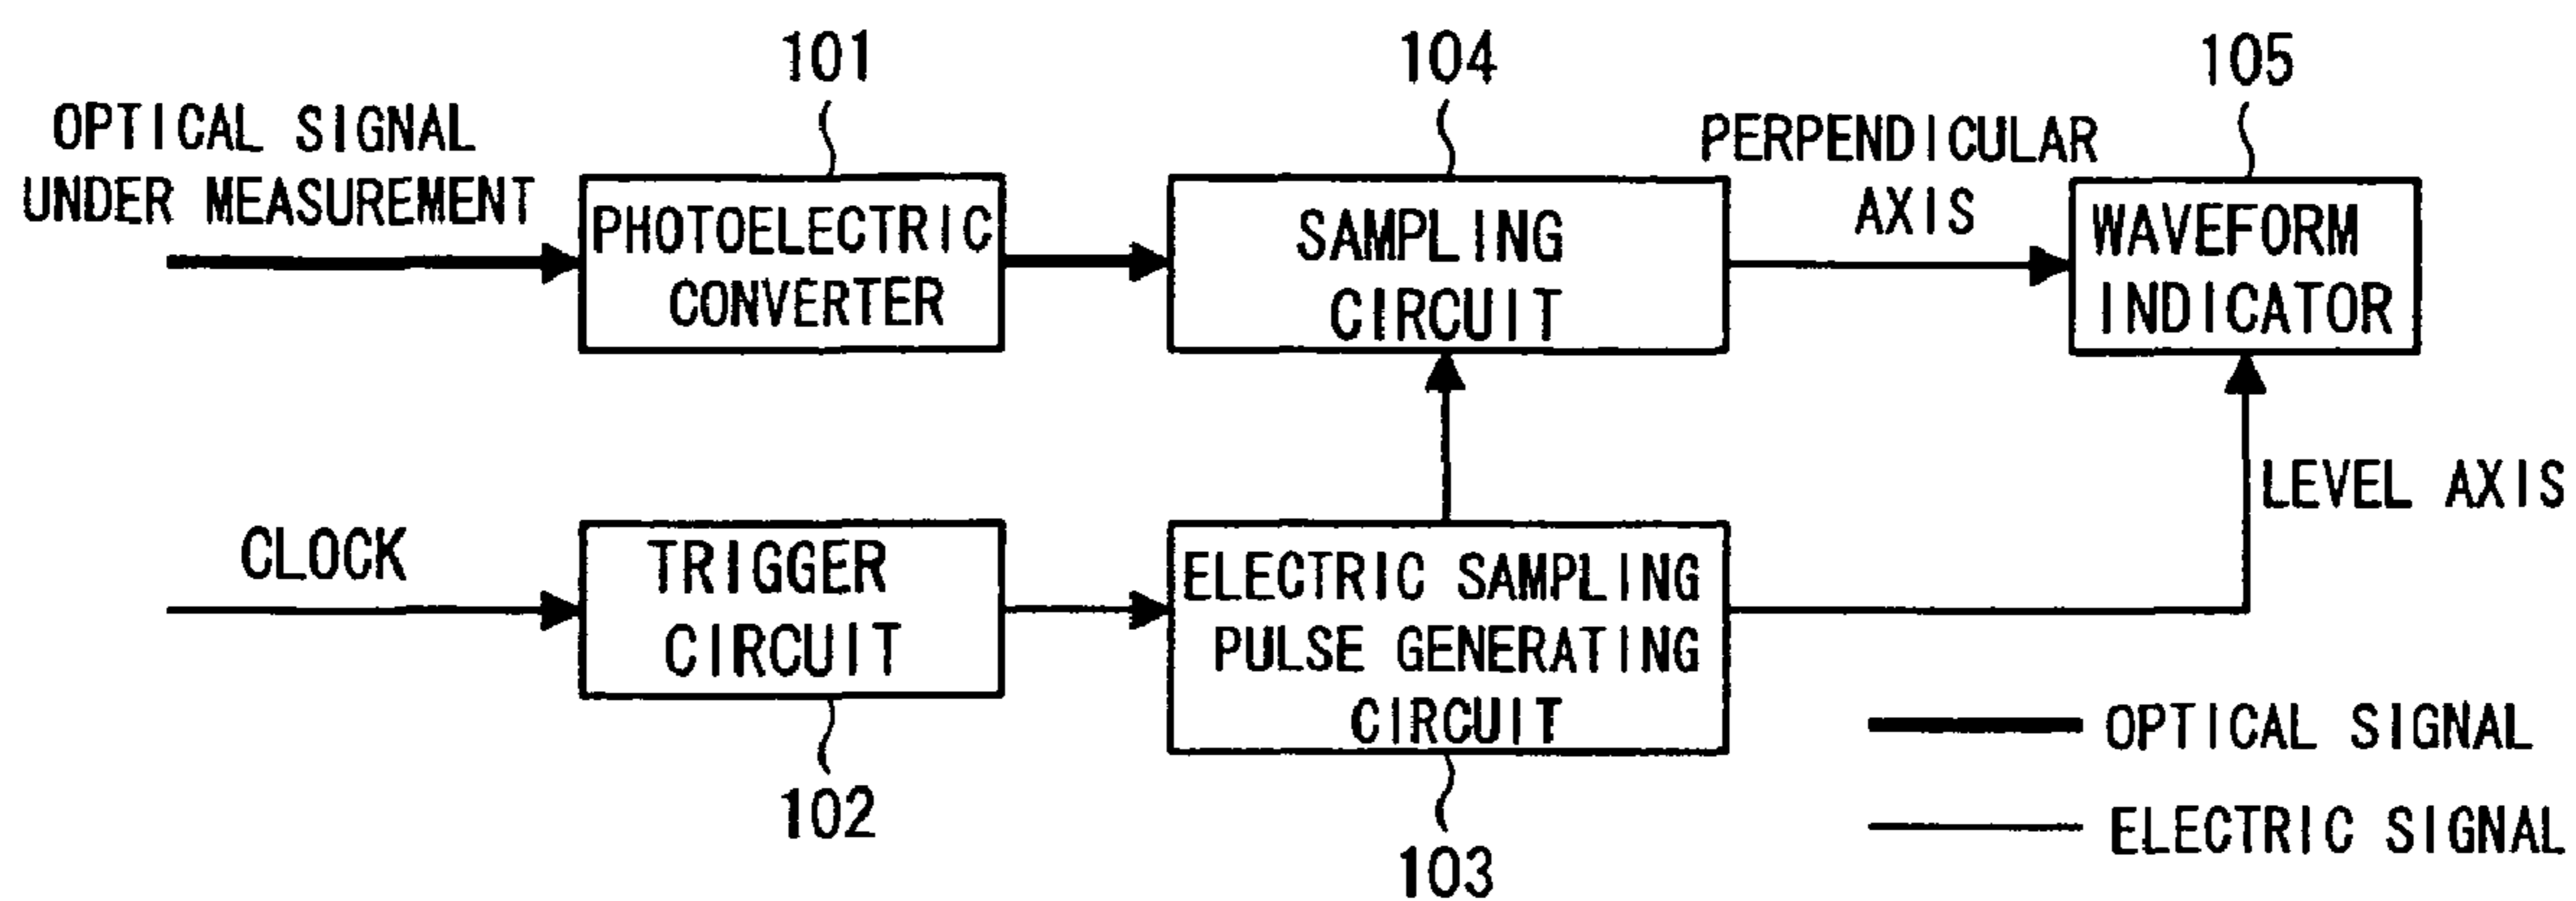 101
104
105
OPTICAL SIGNAL
UNDER MEASUREMENT
PERPENDICULAR
AXIS
PHOTOELECTRIC
CONVERTER
SAMPLING
CIRCUIT
WAVEFORM
INDICATOR
CLOCK
TRIGGER
CIRCUIT
ELECTRIC SAMPLING
PULSE GENERATING
CIRCUIT
LEVEL AXIS
102
103
OPTICAL SIGNAL
ELECTRIC SIGNAL